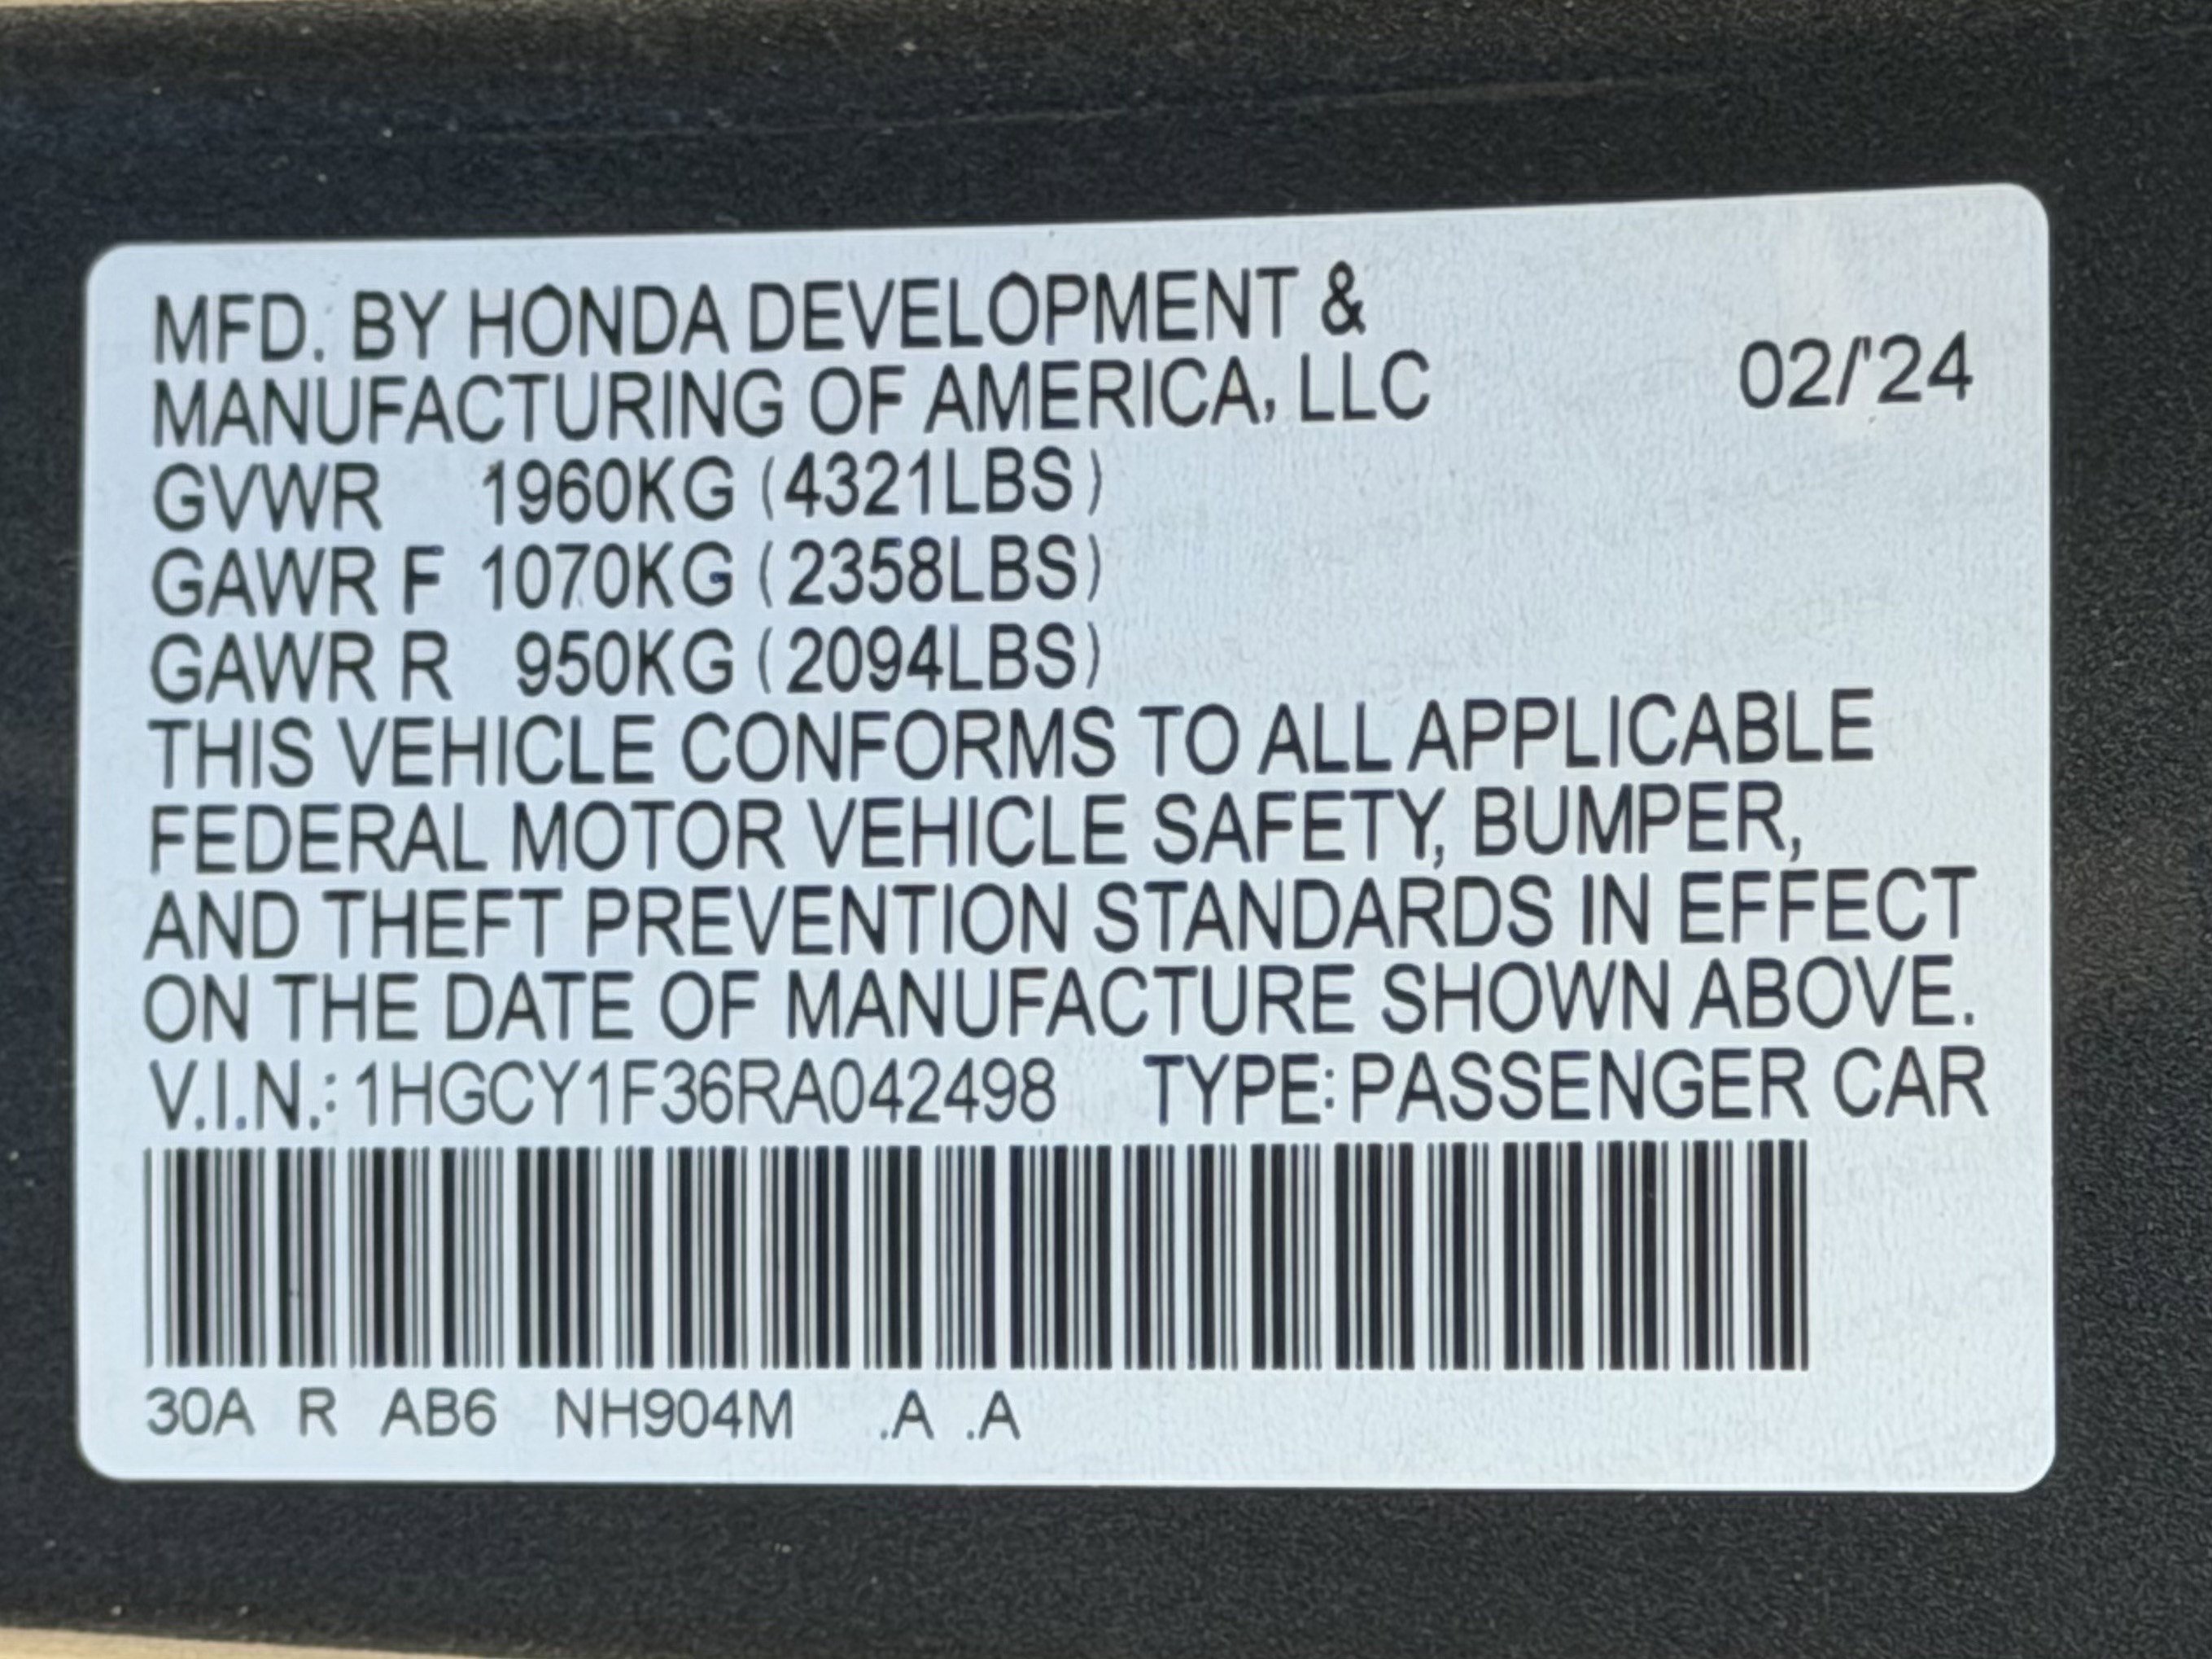 MFD. BY HONDA DEVELOPMENT &
MANUFACTURING OF AMERICA, LLC 02/'24
GVWR 1960KG (4321LBS)
GAWR F 1070KG (2358LBS)
GAWR R 950KG (2094LBS)
THIS VEHICLE CONFORMS TO ALL APPLICABLE
FEDERAL MOTOR VEHICLE SAFETY, BUMPER,
AND THEFT PREVENTION STANDARDS IN EFFECT
ON THE DATE OF MANUFACTURE SHOWN ABOVE.
V.I.N.: 1HGCY1F36RA042498 TYPE: PASSENGER CAR
30A R AB6 NH904M .A .A